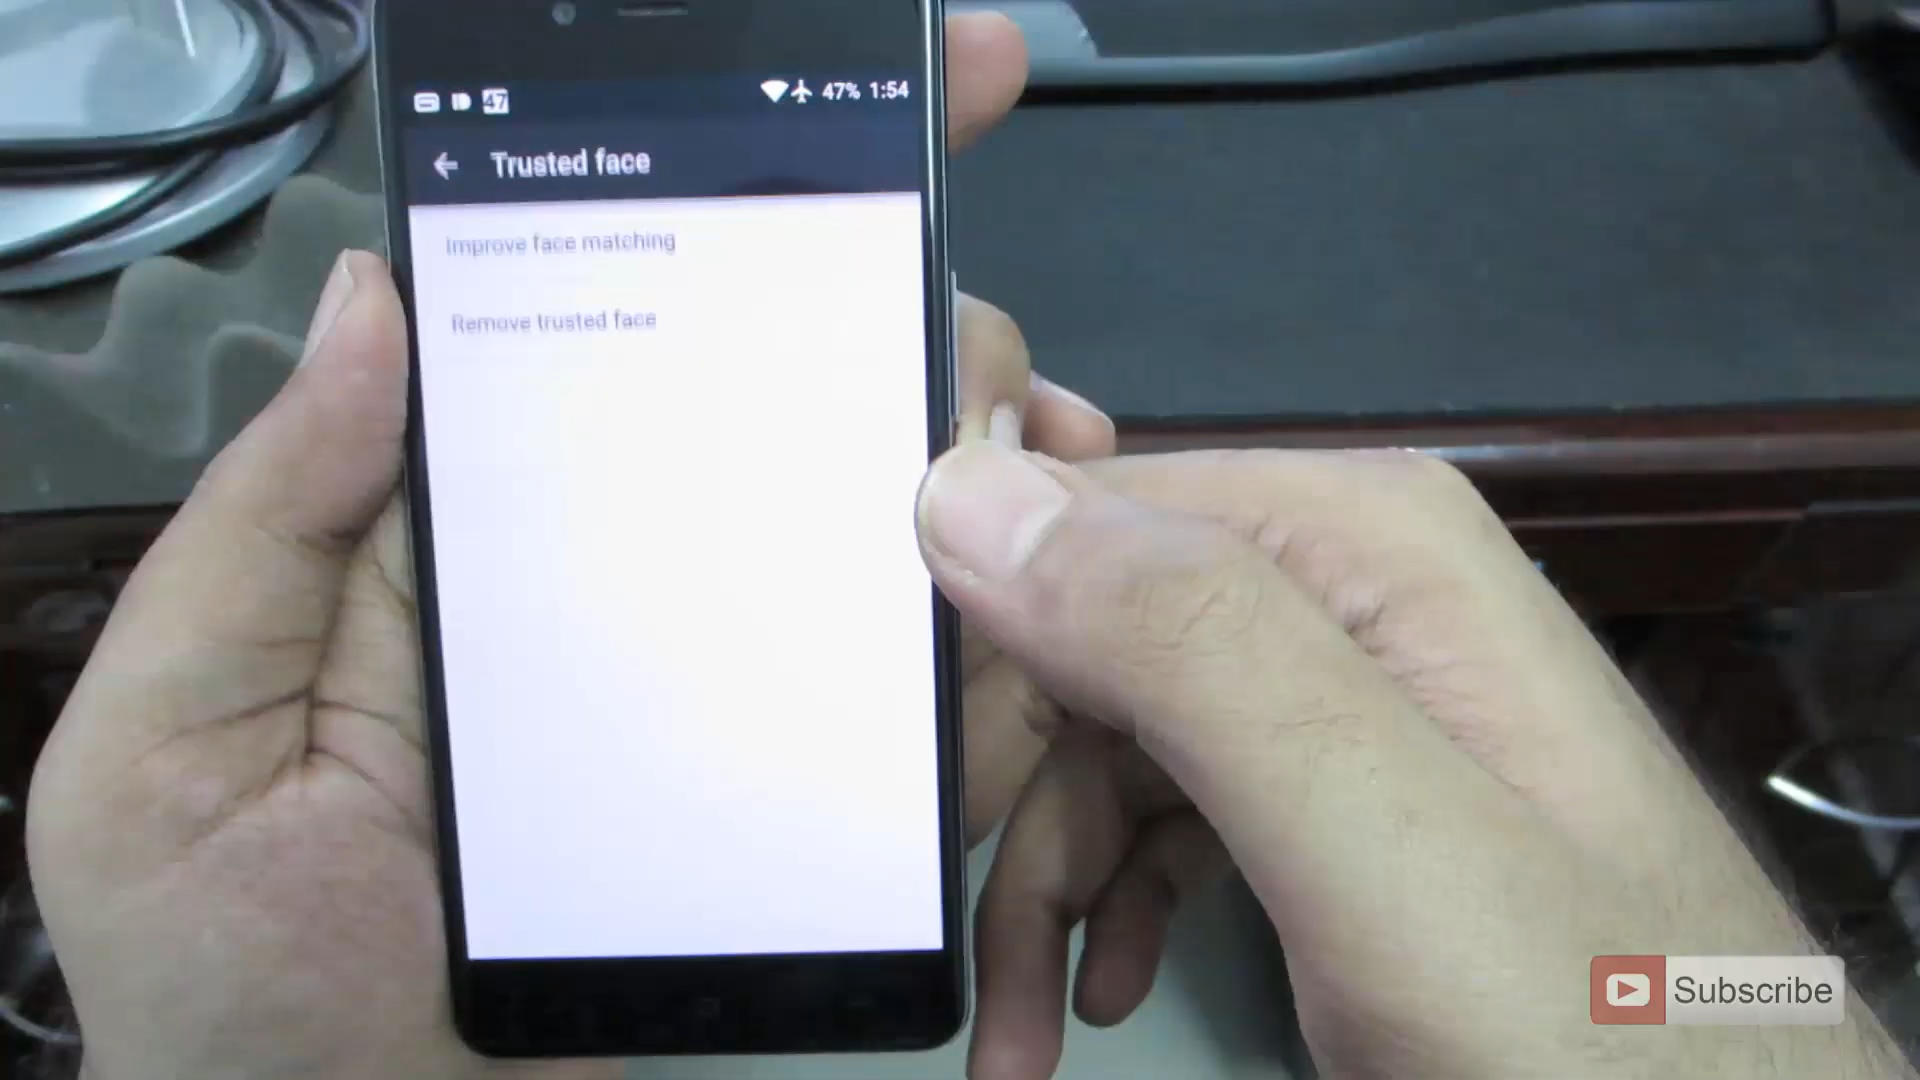 47 47% 1:54
Trusted face
Improve face matching
Remove trusted face
Subscribe